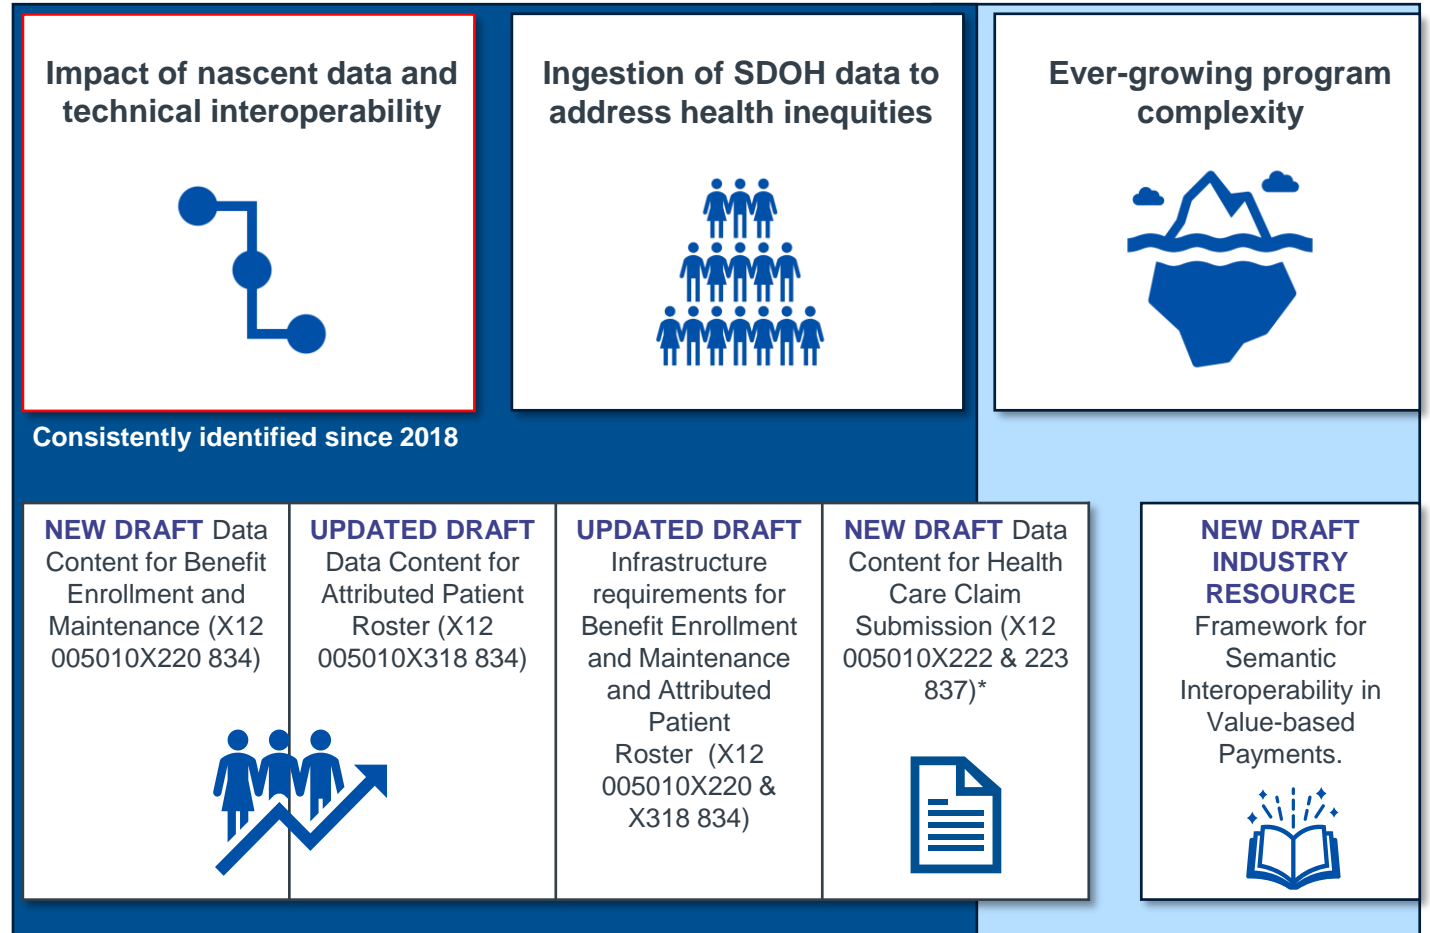 Impact of nascent data and
technical interoperability
Ingestion of SDOH data to
address health inequities
Ever-growing program
complexity
Consistently identified since 2018
NEW DRAFT Data
Content for Benefit
Enrollment and
Maintenance (X12
005010X220 834)
UPDATED DRAFT
Data Content for
Attributed Patient
Roster (X12
005010X318 834)
UPDATED DRAFT
Infrastructure
requirements for
Benefit Enrollment
and Maintenance
and Attributed
Patient
Roster (X12
005010X220 &
X318 834)
NEW DRAFT Data
Content for Health
Care Claim
Submission (X12
005010X222 & 223
837)*
NEW DRAFT
INDUSTRY
RESOURCE
Framework for
Semantic
Interoperability in
Value-based
Payments.